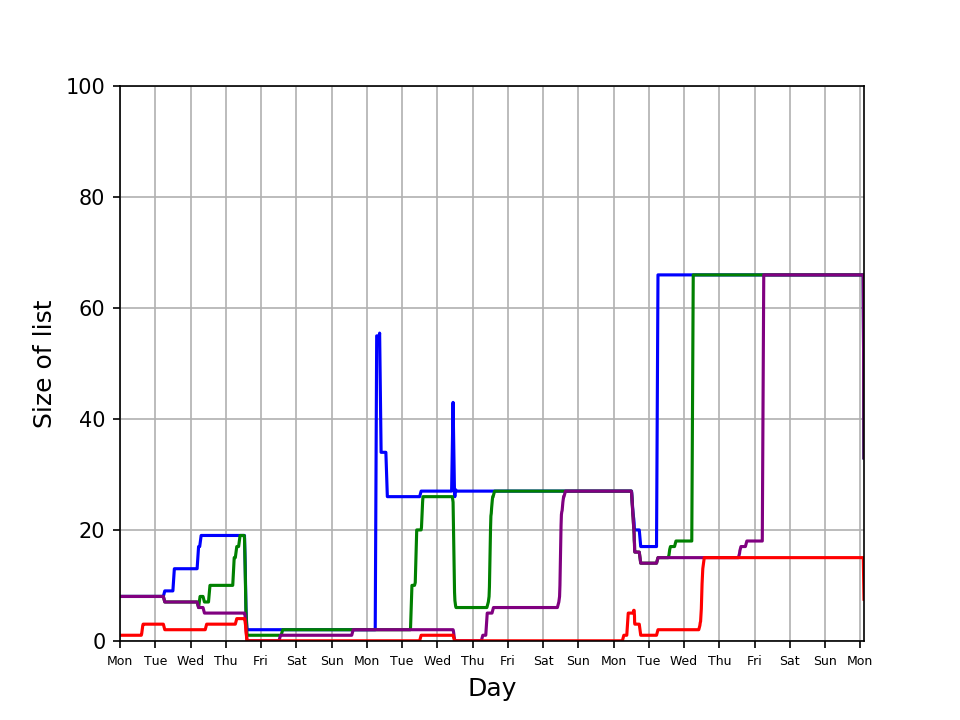 100
80
60
40
20
0
Size of list
Mon Tue Wed Thu Fri Sat Sun Mon Tue Wed Thu Fri Sat Sun Mon Tue Wed Thu Fri Sat Sun Mon
Day